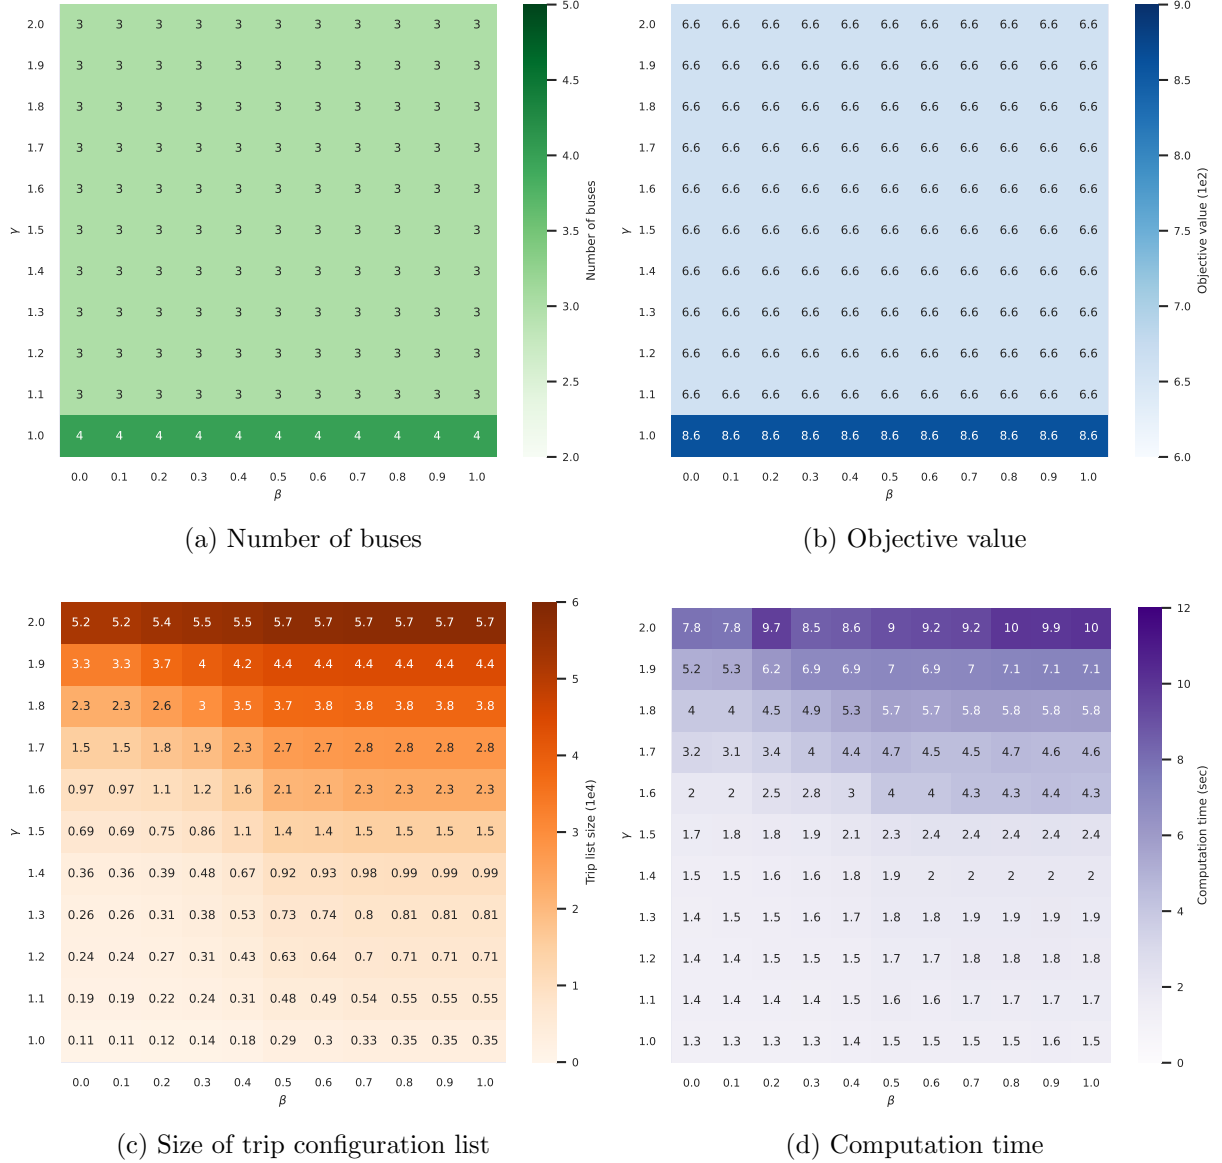 2.0 3 3 3 3 3 3 3 3 3 3 3
1.9 3 3 3 3 3 3 3 3 3 3 3
1.8 3 3 3 3 3 3 3 3 3 3 3
1.7 3 3 3 3 3 3 3 3 3 3 3
1.6 3 3 3 3 3 3 3 3 3 3 3
1.5 3 3 3 3 3 3 3 3 3 3 3
1.4 3 3 3 3 3 3 3 3 3 3 3
1.3 3 3 3 3 3 3 3 3 3 3 3
1.2 3 3 3 3 3 3 3 3 3 3 3
1.1 3 3 3 3 3 3 3 3 3 3 3
1.0 4 4 4 4 4 4 4 4 4 4 4
0.0 0.1 0.2 0.3 0.4 0.5 0.6 0.7 0.8 0.9 1.0
β
γ
5.0
4.5
4.0
3.5
3.0
2.5
2.0
Number of buses
(a) Number of buses
2.0 6.6 6.6 6.6 6.6 6.6 6.6 6.6 6.6 6.6 6.6 6.6
1.9 6.6 6.6 6.6 6.6 6.6 6.6 6.6 6.6 6.6 6.6 6.6
1.8 6.6 6.6 6.6 6.6 6.6 6.6 6.6 6.6 6.6 6.6 6.6
1.7 6.6 6.6 6.6 6.6 6.6 6.6 6.6 6.6 6.6 6.6 6.6
1.6 6.6 6.6 6.6 6.6 6.6 6.6 6.6 6.6 6.6 6.6 6.6
1.5 6.6 6.6 6.6 6.6 6.6 6.6 6.6 6.6 6.6 6.6 6.6
1.4 6.6 6.6 6.6 6.6 6.6 6.6 6.6 6.6 6.6 6.6 6.6
1.3 6.6 6.6 6.6 6.6 6.6 6.6 6.6 6.6 6.6 6.6 6.6
1.2 6.6 6.6 6.6 6.6 6.6 6.6 6.6 6.6 6.6 6.6 6.6
1.1 6.6 6.6 6.6 6.6 6.6 6.6 6.6 6.6 6.6 6.6 6.6
1.0 8.6 8.6 8.6 8.6 8.6 8.6 8.6 8.6 8.6 8.6 8.6
0.0 0.1 0.2 0.3 0.4 0.5 0.6 0.7 0.8 0.9 1.0
β
γ
9.0
8.5
8.0
7.5
7.0
6.5
6.0
Objective value (1e2)
(b) Objective value
2.0 5.2 5.2 5.4 5.5 5.5 5.7 5.7 5.7 5.7 5.7 5.7
1.9 3.3 3.3 3.7 4 4.2 4.4 4.4 4.4 4.4 4.4 4.4
1.8 2.3 2.3 2.6 3 3.5 3.7 3.8 3.8 3.8 3.8 3.8
1.7 1.5 1.5 1.8 1.9 2.3 2.7 2.7 2.8 2.8 2.8 2.8
1.6 0.97 0.97 1.1 1.2 1.6 2.1 2.1 2.3 2.3 2.3 2.3
1.5 0.69 0.69 0.75 0.86 1.1 1.4 1.4 1.5 1.5 1.5 1.5
1.4 0.36 0.36 0.39 0.48 0.67 0.92 0.93 0.98 0.99 0.99 0.99
1.3 0.26 0.26 0.31 0.38 0.53 0.73 0.74 0.8 0.81 0.81 0.81
1.2 0.24 0.24 0.27 0.31 0.43 0.63 0.64 0.7 0.71 0.71 0.71
1.1 0.19 0.19 0.22 0.24 0.31 0.48 0.49 0.54 0.55 0.55 0.55
1.0 0.11 0.11 0.12 0.14 0.18 0.29 0.3 0.33 0.35 0.35 0.35
0.0 0.1 0.2 0.3 0.4 0.5 0.6 0.7 0.8 0.9 1.0
β
γ
6
5
4
3
2
1
0
Trip list size (1e4)
(c) Size of trip configuration list
2.0 7.8 7.8 9.7 8.5 8.6 9 9.2 9.2 10 9.9 10
1.9 5.2 5.3 6.2 6.9 6.9 7 6.9 7 7.1 7.1 7.1
1.8 4 4 4.5 4.9 5.3 5.7 5.7 5.8 5.8 5.8 5.8
1.7 3.2 3.1 3.4 4 4.4 4.7 4.5 4.5 4.7 4.6 4.6
1.6 2 2 2.5 2.8 3 4 4 4.3 4.3 4.4 4.3
1.5 1.7 1.8 1.8 1.9 2.1 2.3 2.4 2.4 2.4 2.4 2.4
1.4 1.5 1.5 1.6 1.6 1.8 1.9 2 2 2 2 2
1.3 1.4 1.5 1.5 1.6 1.7 1.8 1.8 1.9 1.9 1.9 1.9
1.2 1.4 1.4 1.5 1.5 1.5 1.7 1.7 1.8 1.8 1.8 1.8
1.1 1.4 1.4 1.4 1.4 1.5 1.6 1.6 1.7 1.7 1.7 1.7
1.0 1.3 1.3 1.3 1.3 1.4 1.5 1.5 1.5 1.5 1.6 1.5
0.0 0.1 0.2 0.3 0.4 0.5 0.6 0.7 0.8 0.9 1.0
β
γ
12
10
8
6
4
2
0
Computation time (sec)
(d) Computation time